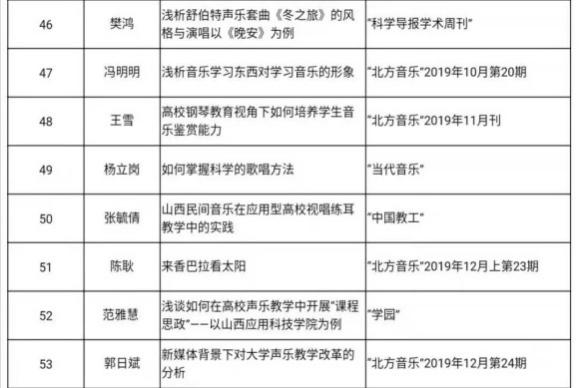 46 樊鸿 浅析舒伯特声乐套曲《冬之旅》的风
格与演唱以《晚安》为例 “科学导报学术周刊”
47 冯明明 浅析音乐学习东西对学习音乐的形象 “北方音乐”2019年10月第20期
48 王雪 高校钢琴教育视角下如何培养学生音
乐鉴赏能力 “北方音乐”2019年11月刊
49 杨立岗 如何掌握科学的歌唱方法 “当代音乐”
50 张毓倩 山西民间音乐在应用型高校视唱练耳
教学中的实践 “中国教工”
51 陈耿 来香巴拉看太阳 “北方音乐”2019年12月上第23期
52 范雅慧 浅谈如何在高校声乐教学中开展“课程
思政”——以山西应用科技学院为例 “学园”
53 郭日斌 新媒体背景下对大学声乐教学改革的
分析 “北方音乐”2019年12月第24期